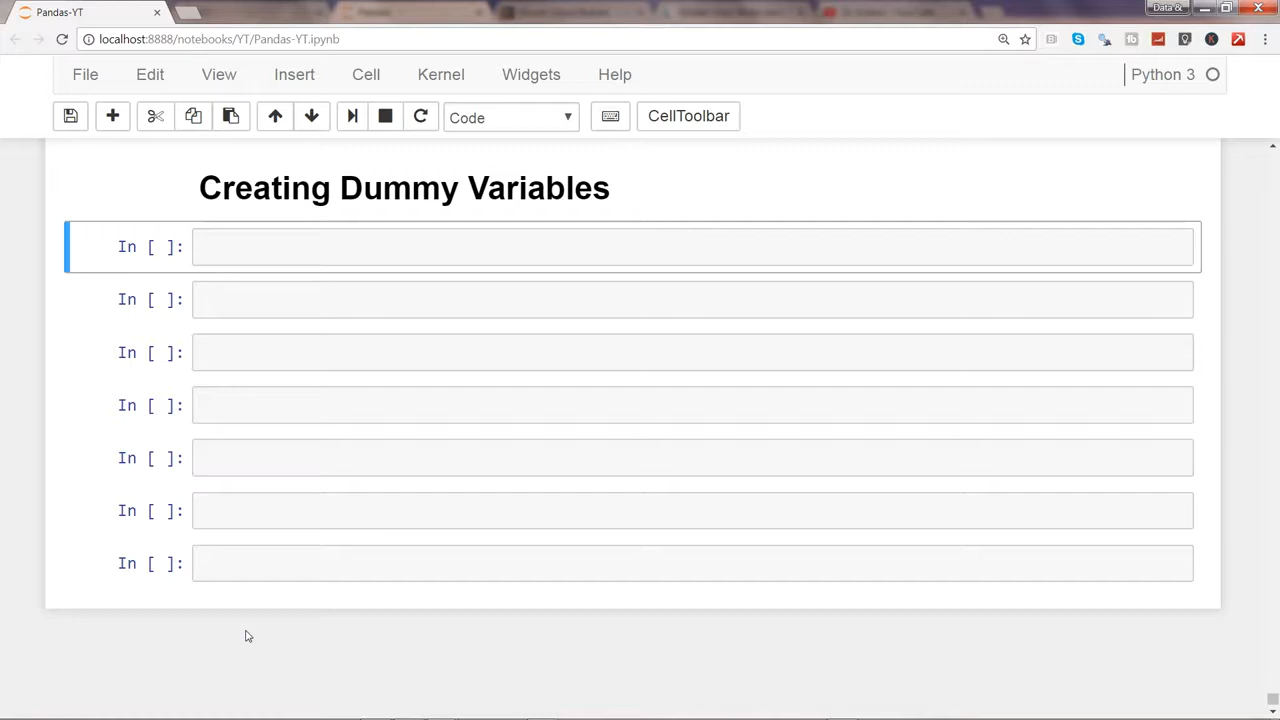 Pandas-YT
Data &
localhost:8888/notebooks/YT/Pandas-YT.ipynb
File Edit View Insert Cell Kernel Widgets Help Python 3
Code CellToolbar
Creating Dummy Variables
In [ ]:
In [ ]:
In [ ]:
In [ ]:
In [ ]:
In [ ]:
In [ ]: